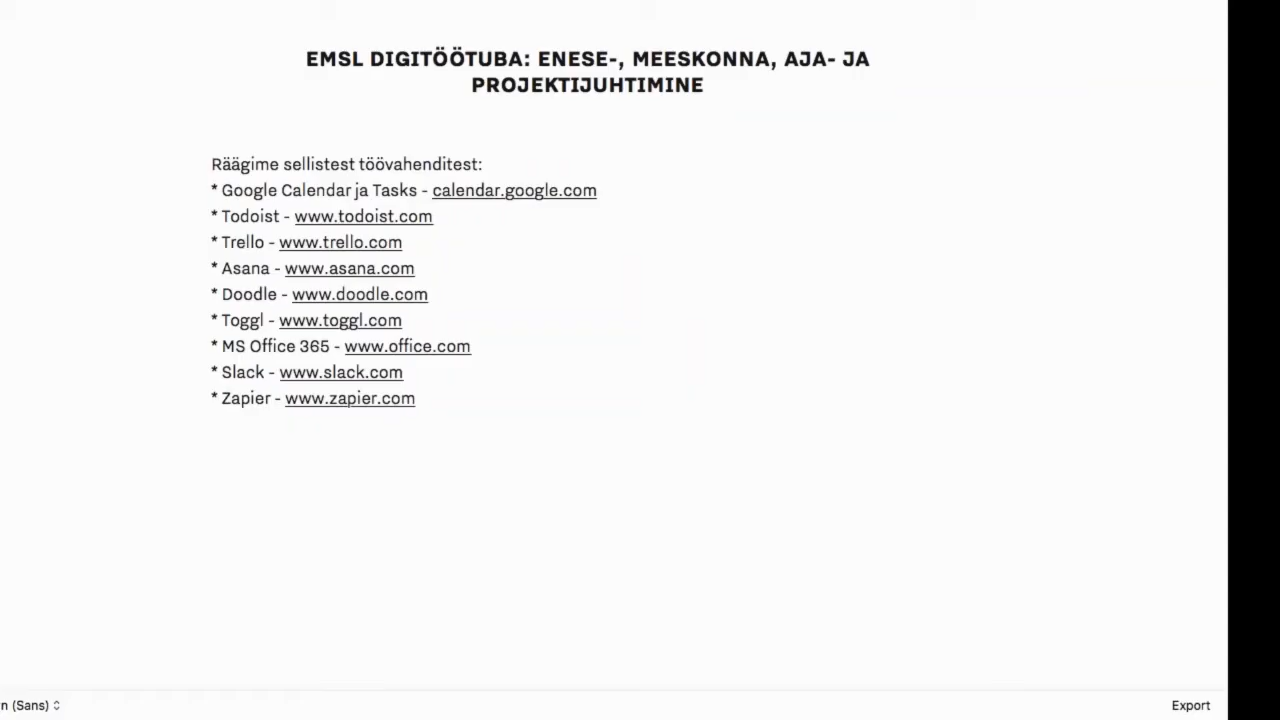 EMSL DIGITÖÖTUBA: ENESE-, MEESKONNA, AJA- JA
PROJEKTIJUHTIMINE
Räägime sellistest töövahenditest:
* Google Calendar ja Tasks - calendar.google.com
* Todoist - www.todoist.com
* Trello - www.trello.com
* Asana - www.asana.com
* Doodle - www.doodle.com
* Toggl - www.toggl.com
* MS Office 365 - www.office.com
* Slack - www.slack.com
* Zapier - www.zapier.com
n (Sans)
Export